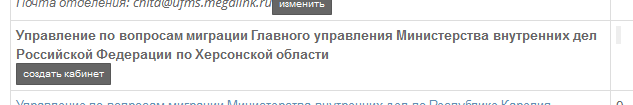 Почта отделения: chita@ufms.megalink.ru изменить
Управление по вопросам миграции Главного управления Министерства внутренних дел
Российской Федерации по Херсонской области
создать кабинет
Управление по вопросам миграции Министерства внутренних дел по Республике Карелия